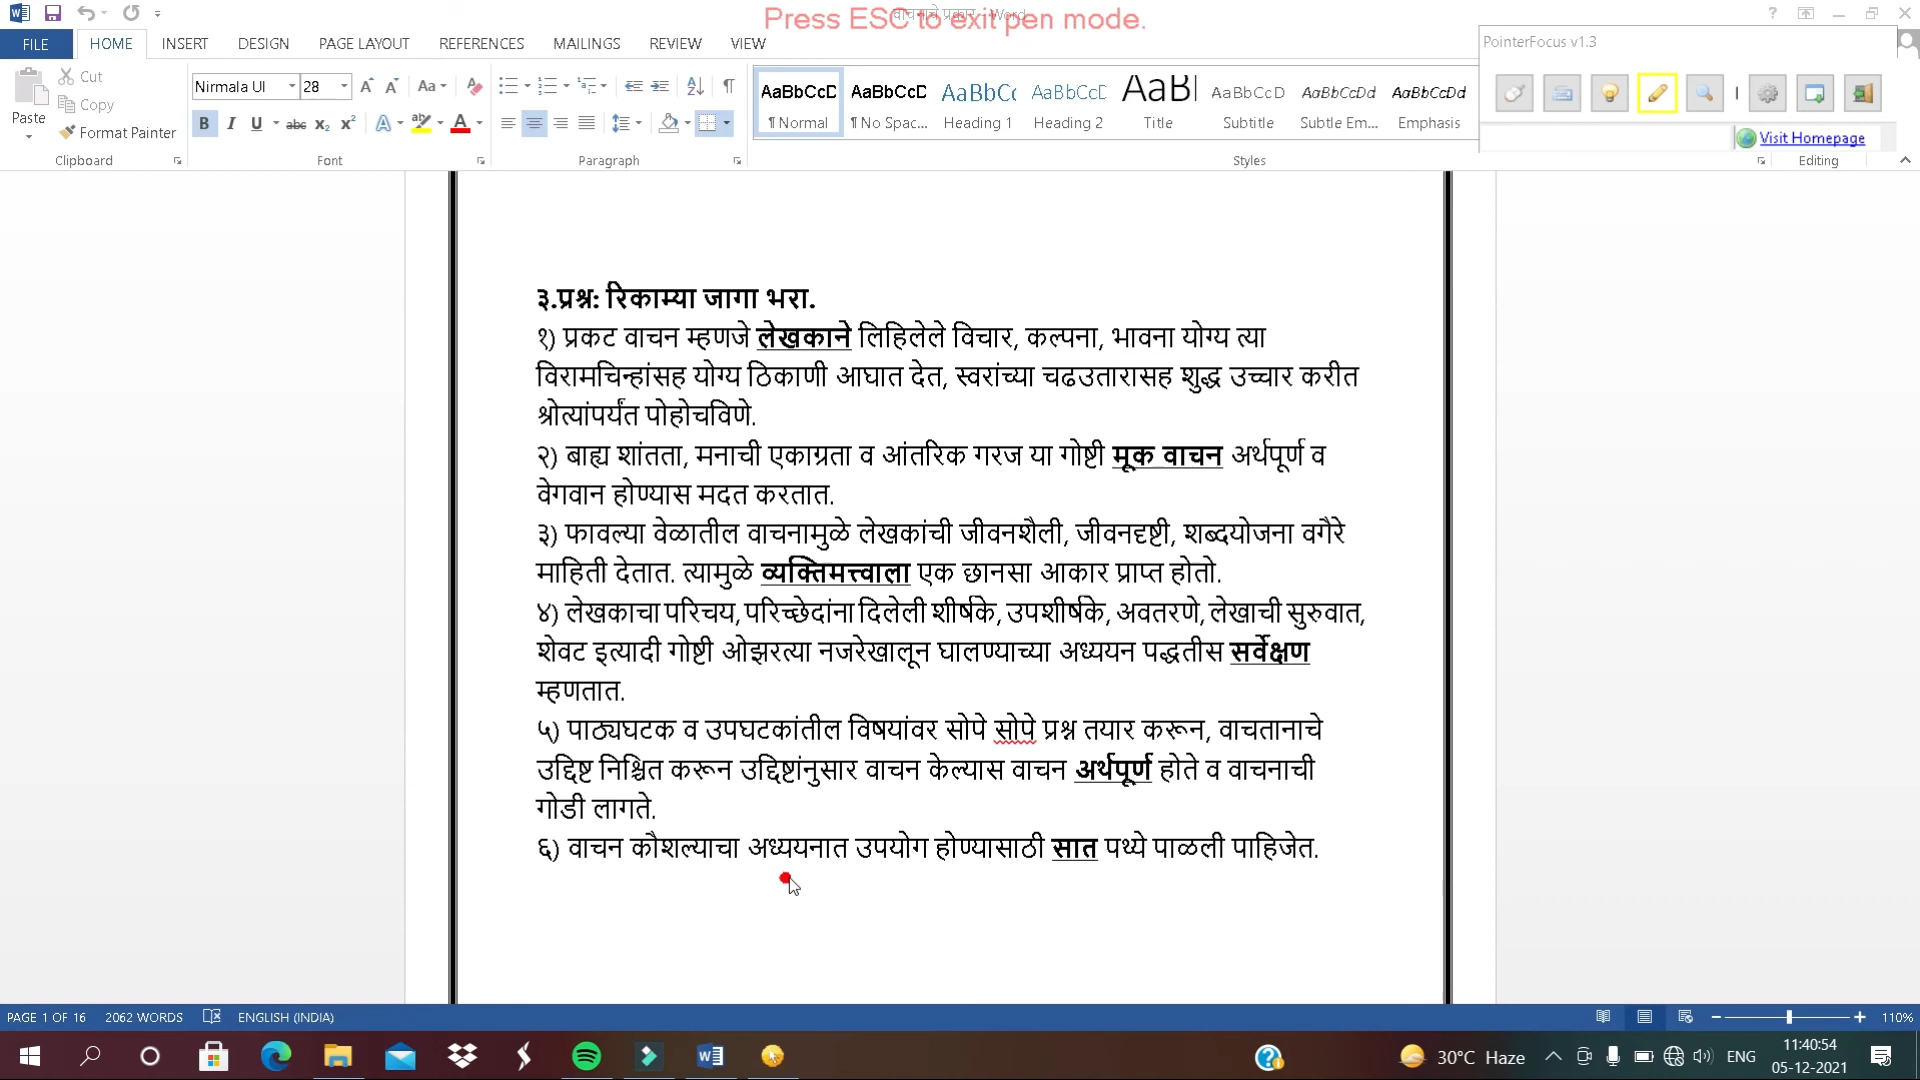 Press ESC to exit pen mode.
FILE HOME INSERT DESIGN PAGE LAYOUT REFERENCES MAILINGS REVIEW VIEW
PointerFocus v1.3
Visit Homepage
Paste
Cut
Copy
Format Painter
Nirmala UI 28
AaBbCcD AaBbCcD AaBbCc AaBbCcD AaBl AaBbCcD AaBbCcDd AaBbCcDd
¶ Normal ¶ No Spac... Heading 1 Heading 2 Title Subtitle Subtle Em... Emphasis
Clipboard Font Paragraph Styles Editing
३.प्रश्न: रिकाम्या जागा भरा.
१) प्रकट वाचन म्हणजे लेखकाने लिहिलेले विचार, कल्पना, भावना योग्य त्या
विरामचिन्हांसह योग्य ठिकाणी आघात देत, स्वरांच्या चढउतारासह शुद्ध उच्चार करीत
श्रोत्यांपर्यंत पोहोचविणे.
२) बाह्य शांतता, मनाची एकाग्रता व आंतरिक गरज या गोष्टी मूक वाचन अर्थपूर्ण व
वेगवान होण्यास मदत करतात.
३) फावल्या वेळातील वाचनामुळे लेखकांची जीवनशैली, जीवनदृष्टी, शब्दयोजना वगैरे
माहिती देतात. त्यामुळे व्यक्तिमत्त्वाला एक छानसा आकार प्राप्त होतो.
४) लेखकाचा परिचय, परिच्छेदांना दिलेली शीर्षके, उपशीर्षके, अवतरणे, लेखाची सुरुवात,
शेवट इत्यादी गोष्टी ओझरत्या नजरेखालून घालण्याच्या अध्ययन पद्धतीस सर्वेक्षण
म्हणतात.
५) पाठ्यघटक व उपघटकांतील विषयांवर सोपे सोपे प्रश्न तयार करून, वाचतानाचे
उद्दिष्ट निश्चित करून उद्दिष्टांनुसार वाचन केल्यास वाचन अर्थपूर्ण होते व वाचनाची
गोडी लागते.
६) वाचन कौशल्याचा अध्ययनात उपयोग होण्यासाठी सात पथ्ये पाळली पाहिजेत.
PAGE 1 OF 16 2062 WORDS ENGLISH (INDIA) 110%
30°C Haze ENG 11:40:54
05-12-2021